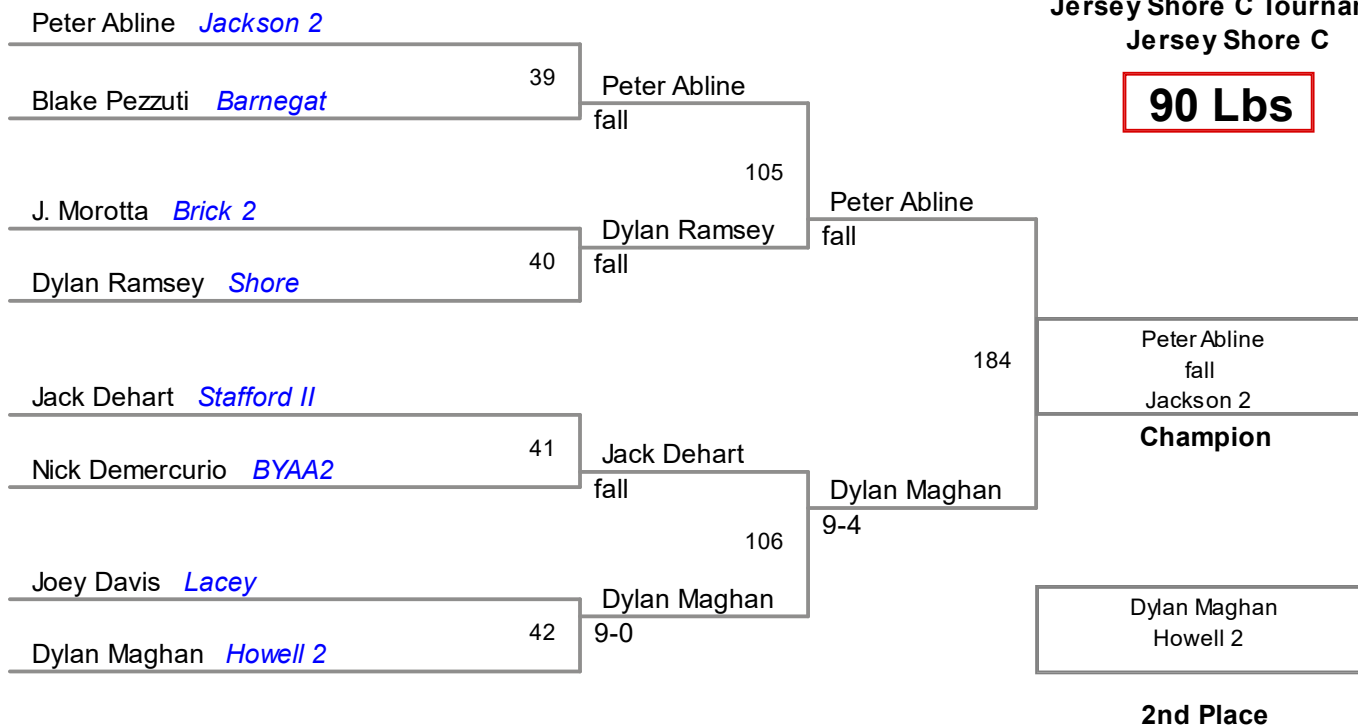 Jersey Shore C
90 Lbs
Peter Abline Jackson 2
39
Blake Pezzuti Barnegat
Peter Abline
fall
105
J. Morotta Brick 2
40
Dylan Ramsey Shore
Dylan Ramsey
fall
Peter Abline
fall
184
Jack Dehart Stafford II
41
Nick Demercurio BYAA2
Jack Dehart
fall
106
Joey Davis Lacey
42
Dylan Maghan Howell 2
Dylan Maghan
9-0
Dylan Maghan
9-4
Peter Abline
fall
Jackson 2
Champion
Dylan Maghan
Howell 2
2nd Place